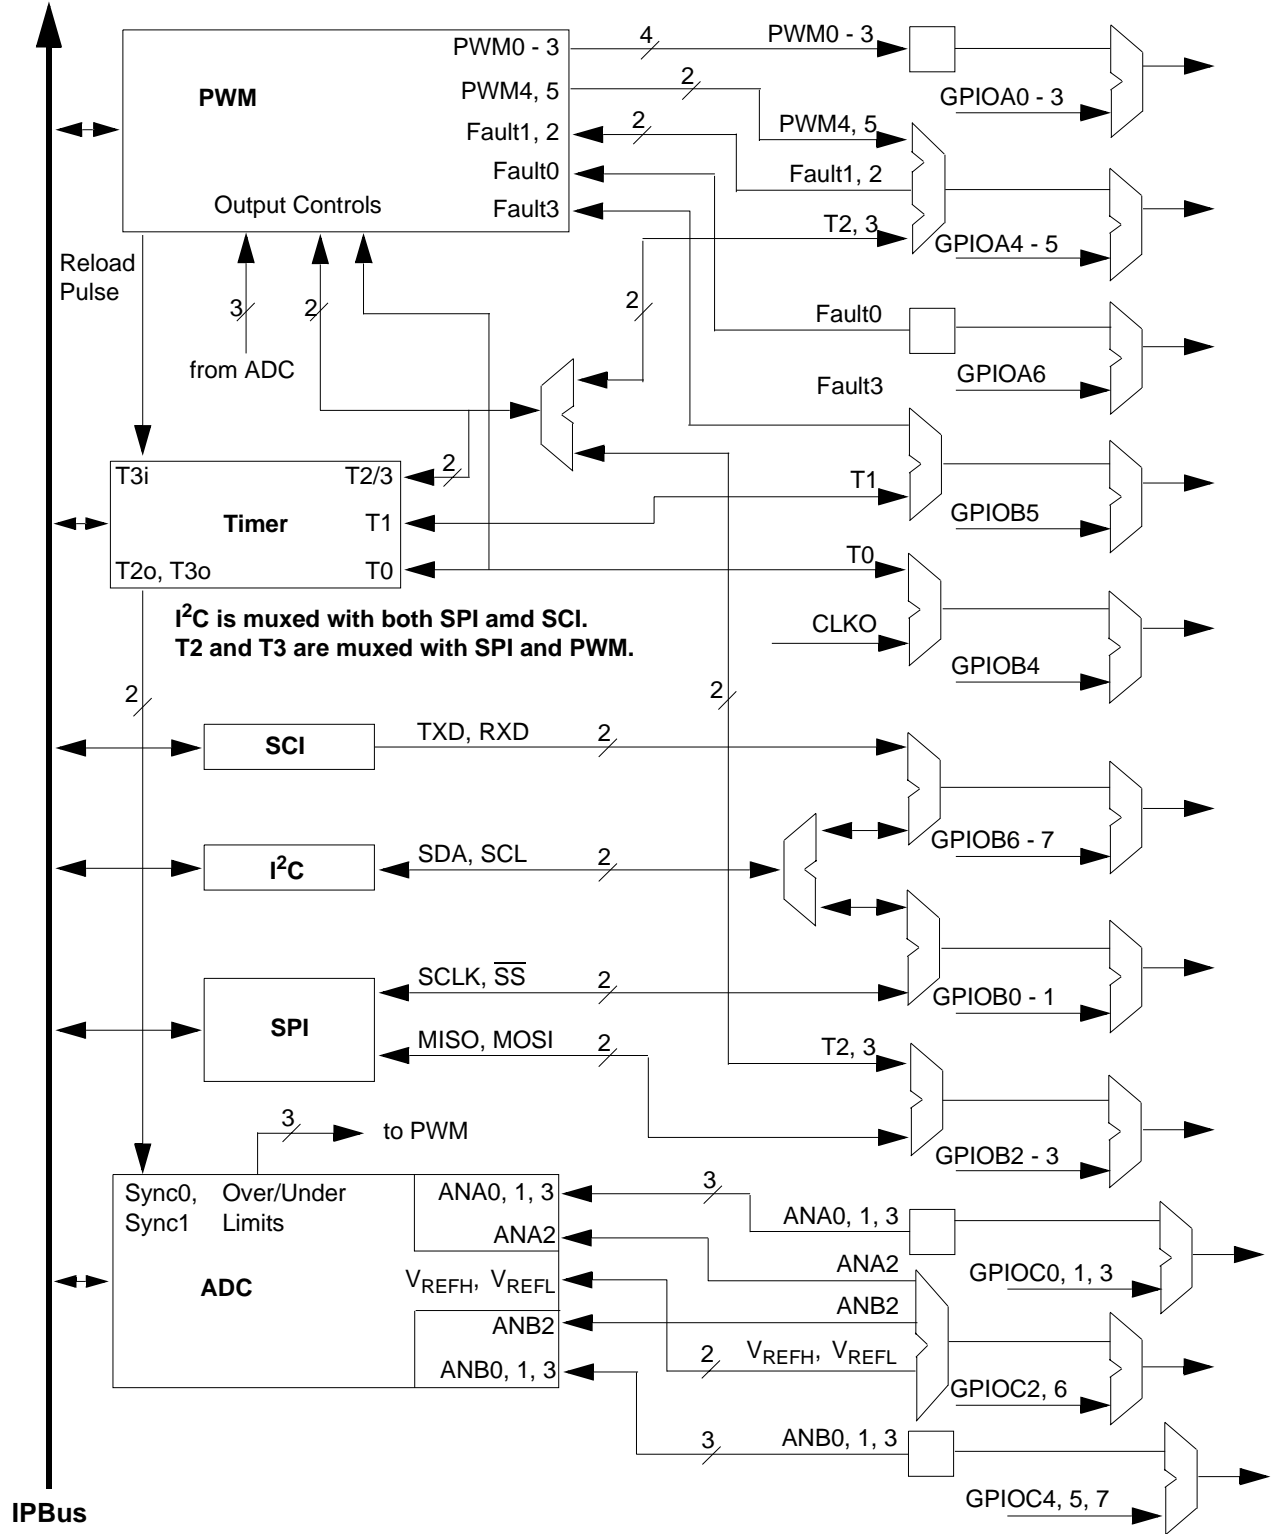 PWM0 - 3
4
PWM0 - 3
PWM
PWM4, 5
2
GPIOA0 - 3
Fault1, 2
2
PWM4, 5
Fault0
Fault1, 2
Output Controls
Fault3
T2, 3
GPIOA4 - 5
Reload
Pulse
3
2
2
Fault0
from ADC
GPIOA6
Fault3
T3i
T2/3
2
T1
Timer
T1
GPIOB5
T2o, T3o
T0
T0
I2C is muxed with both SPI amd SCI.
T2 and T3 are muxed with SPI and PWM.
CLKO
GPIOB4
2
2
SCI
TXD, RXD
2
GPIOB6 - 7
I2C
SDA, SCL
2
SCLK, SS
2
GPIOB0 - 1
SPI
MISO, MOSI
2
T2, 3
3
to PWM
GPIOB2 - 3
Sync0,
Sync1
Over/Under
Limits
ANA0, 1, 3
3
ANA0, 1, 3
ANA2
ANA2
GPIOC0, 1, 3
ADC
VREFH, VREFL
ANB2
ANB2
2
VREFH, VREFL
ANB0, 1, 3
GPIOC2, 6
3
ANB0, 1, 3
GPIOC4, 5, 7
IPBus